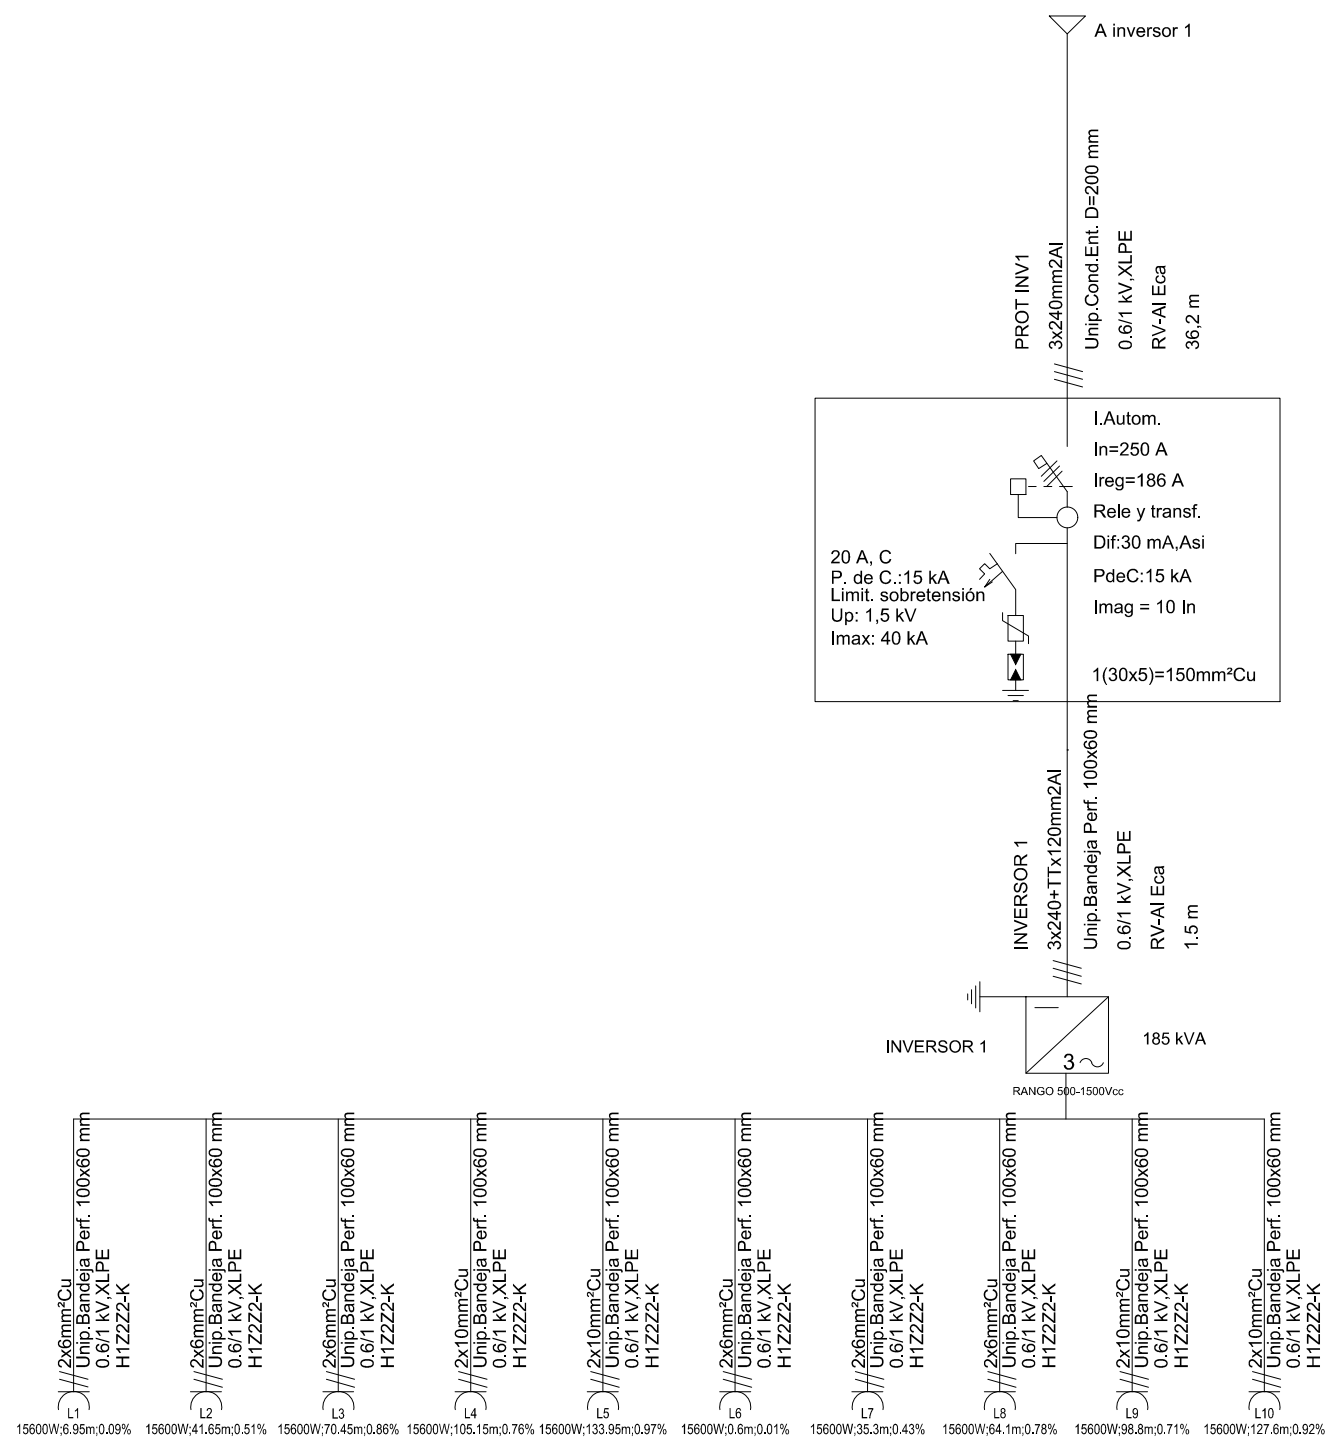 A inversor 1
PROT INV1
3x240mm2Al
Unip.Cond.Ent. D=200 mm
0.6/1 kV,XLPE
RV-Al Eca
36,2 m
I.Autom.
In=250 A
Ireg=186 A
Rele y transf.
Dif:30 mA,Asi
PdeC:15 kA
Imag = 10 In
20 A, C
P. de C.:15 kA
Limit. sobretensión
Up: 1,5 kV
Imax: 40 kA
1(30x5)=150mm²Cu
INVERSOR 1
3x240+TTx120mm2Al
Unip.Bandeja Perf. 100x60 mm
0.6/1 kV,XLPE
RV-Al Eca
1.5 m
INVERSOR 1
3
185 kVA
RANGO 500-1500Vcc
2x6mm²Cu
Unip.Bandeja Perf. 100x60 mm
0.6/1 kV,XLPE
H1Z2Z2-K
L1
15600W;6.95m;0.09%
2x6mm²Cu
Unip.Bandeja Perf. 100x60 mm
0.6/1 kV,XLPE
H1Z2Z2-K
L2
15600W;41.65m;0.51%
2x6mm²Cu
Unip.Bandeja Perf. 100x60 mm
0.6/1 kV,XLPE
H1Z2Z2-K
L3
15600W;70.45m;0.86%
2x10mm²Cu
Unip.Bandeja Perf. 100x60 mm
0.6/1 kV,XLPE
H1Z2Z2-K
L4
15600W;105.15m;0.76%
2x10mm²Cu
Unip.Bandeja Perf. 100x60 mm
0.6/1 kV,XLPE
H1Z2Z2-K
L5
15600W;133.95m;0.97%
2x6mm²Cu
Unip.Bandeja Perf. 100x60 mm
0.6/1 kV,XLPE
H1Z2Z2-K
L6
15600W;0.6m;0.01%
2x6mm²Cu
Unip.Bandeja Perf. 100x60 mm
0.6/1 kV,XLPE
H1Z2Z2-K
L7
15600W;35.3m;0.43%
2x6mm²Cu
Unip.Bandeja Perf. 100x60 mm
0.6/1 kV,XLPE
H1Z2Z2-K
L8
15600W;64.1m;0.78%
2x10mm²Cu
Unip.Bandeja Perf. 100x60 mm
0.6/1 kV,XLPE
H1Z2Z2-K
L9
15600W;98.8m;0.71%
2x10mm²Cu
Unip.Bandeja Perf. 100x60 mm
0.6/1 kV,XLPE
H1Z2Z2-K
L10
15600W;127.6m;0.92%